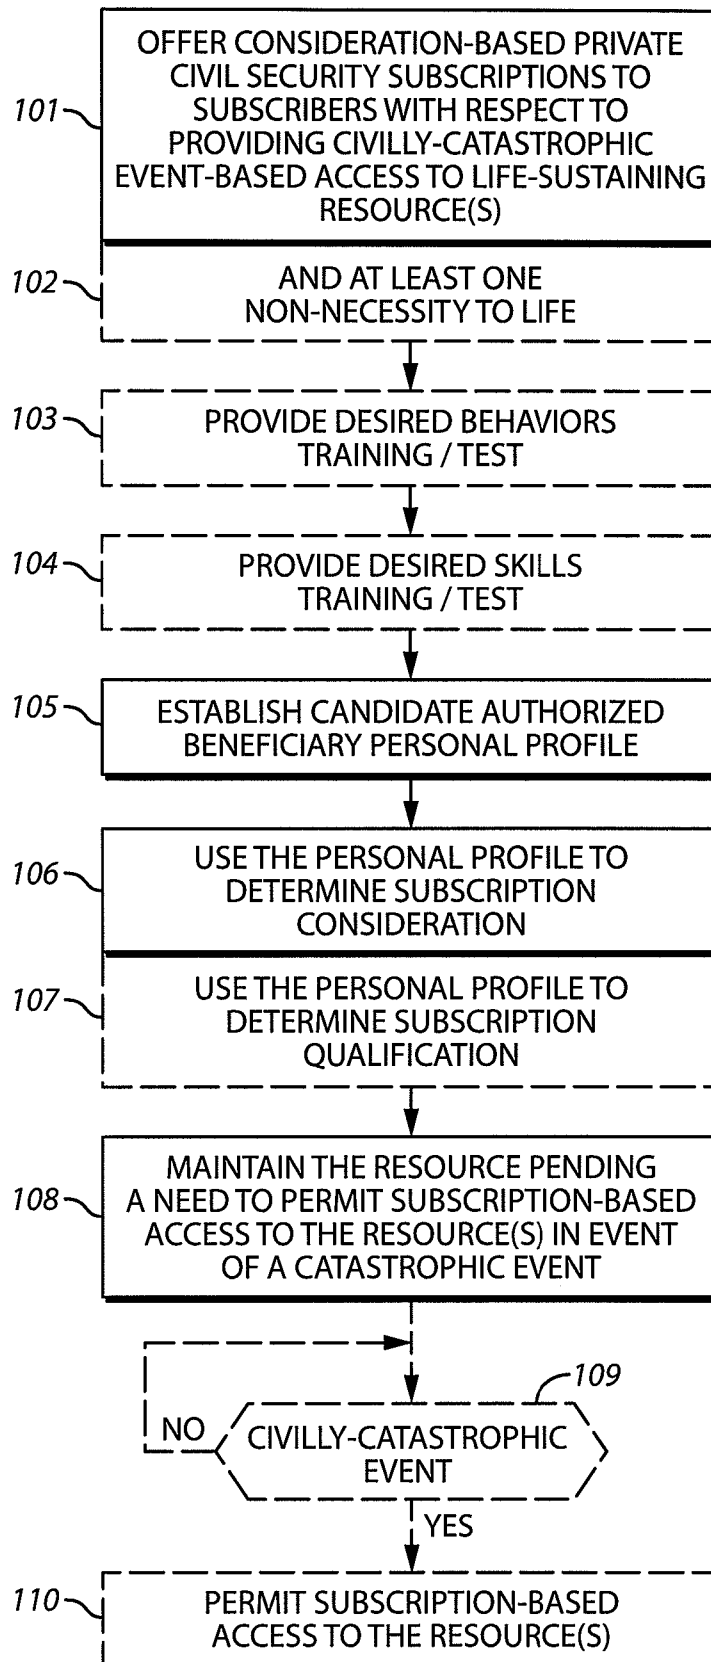 OFFER CONSIDERATION-BASED PRIVATE
CIVIL SECURITY SUBSCRIPTIONS TO
101 SUBSCRIBERS WITH RESPECT TO
PROVIDING CIVILLY-CATASTROPHIC
EVENT-BASED ACCESS TO LIFE-SUSTAINING
RESOURCE(S)
102 AND AT LEAST ONE
NON-NECESSITY TO LIFE
103 PROVIDE DESIRED BEHAVIORS
TRAINING / TEST
104 PROVIDE DESIRED SKILLS
TRAINING / TEST
105 ESTABLISH CANDIDATE AUTHORIZED
BENEFICIARY PERSONAL PROFILE
106 USE THE PERSONAL PROFILE TO
DETERMINE SUBSCRIPTION
CONSIDERATION
107 USE THE PERSONAL PROFILE TO
DETERMINE SUBSCRIPTION
QUALIFICATION
MAINTAIN THE RESOURCE PENDING
108 A NEED TO PERMIT SUBSCRIPTION-BASED
ACCESS TO THE RESOURCE(S) IN EVENT
OF A CATASTROPHIC EVENT
109
NO CIVILLY-CATASTROPHIC
EVENT
YES
110 PERMIT SUBSCRIPTION-BASED
ACCESS TO THE RESOURCE(S)